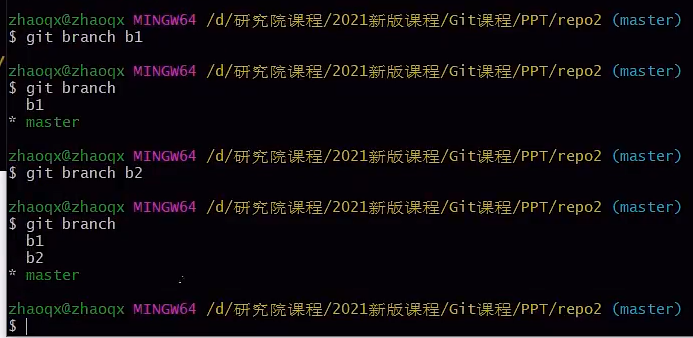 zhaoqx@zhaoqx MINGW64 /d/研究院课程/2021新版课程/Git课程/PPT/repo2 (master)
$ git branch b1
zhaoqx@zhaoqx MINGW64 /d/研究院课程/2021新版课程/Git课程/PPT/repo2 (master)
$ git branch
b1
* master
zhaoqx@zhaoqx MINGW64 /d/研究院课程/2021新版课程/Git课程/PPT/repo2 (master)
$ git branch b2
zhaoqx@zhaoqx MINGW64 /d/研究院课程/2021新版课程/Git课程/PPT/repo2 (master)
$ git branch
b1
b2
* master
zhaoqx@zhaoqx MINGW64 /d/研究院课程/2021新版课程/Git课程/PPT/repo2 (master)
$